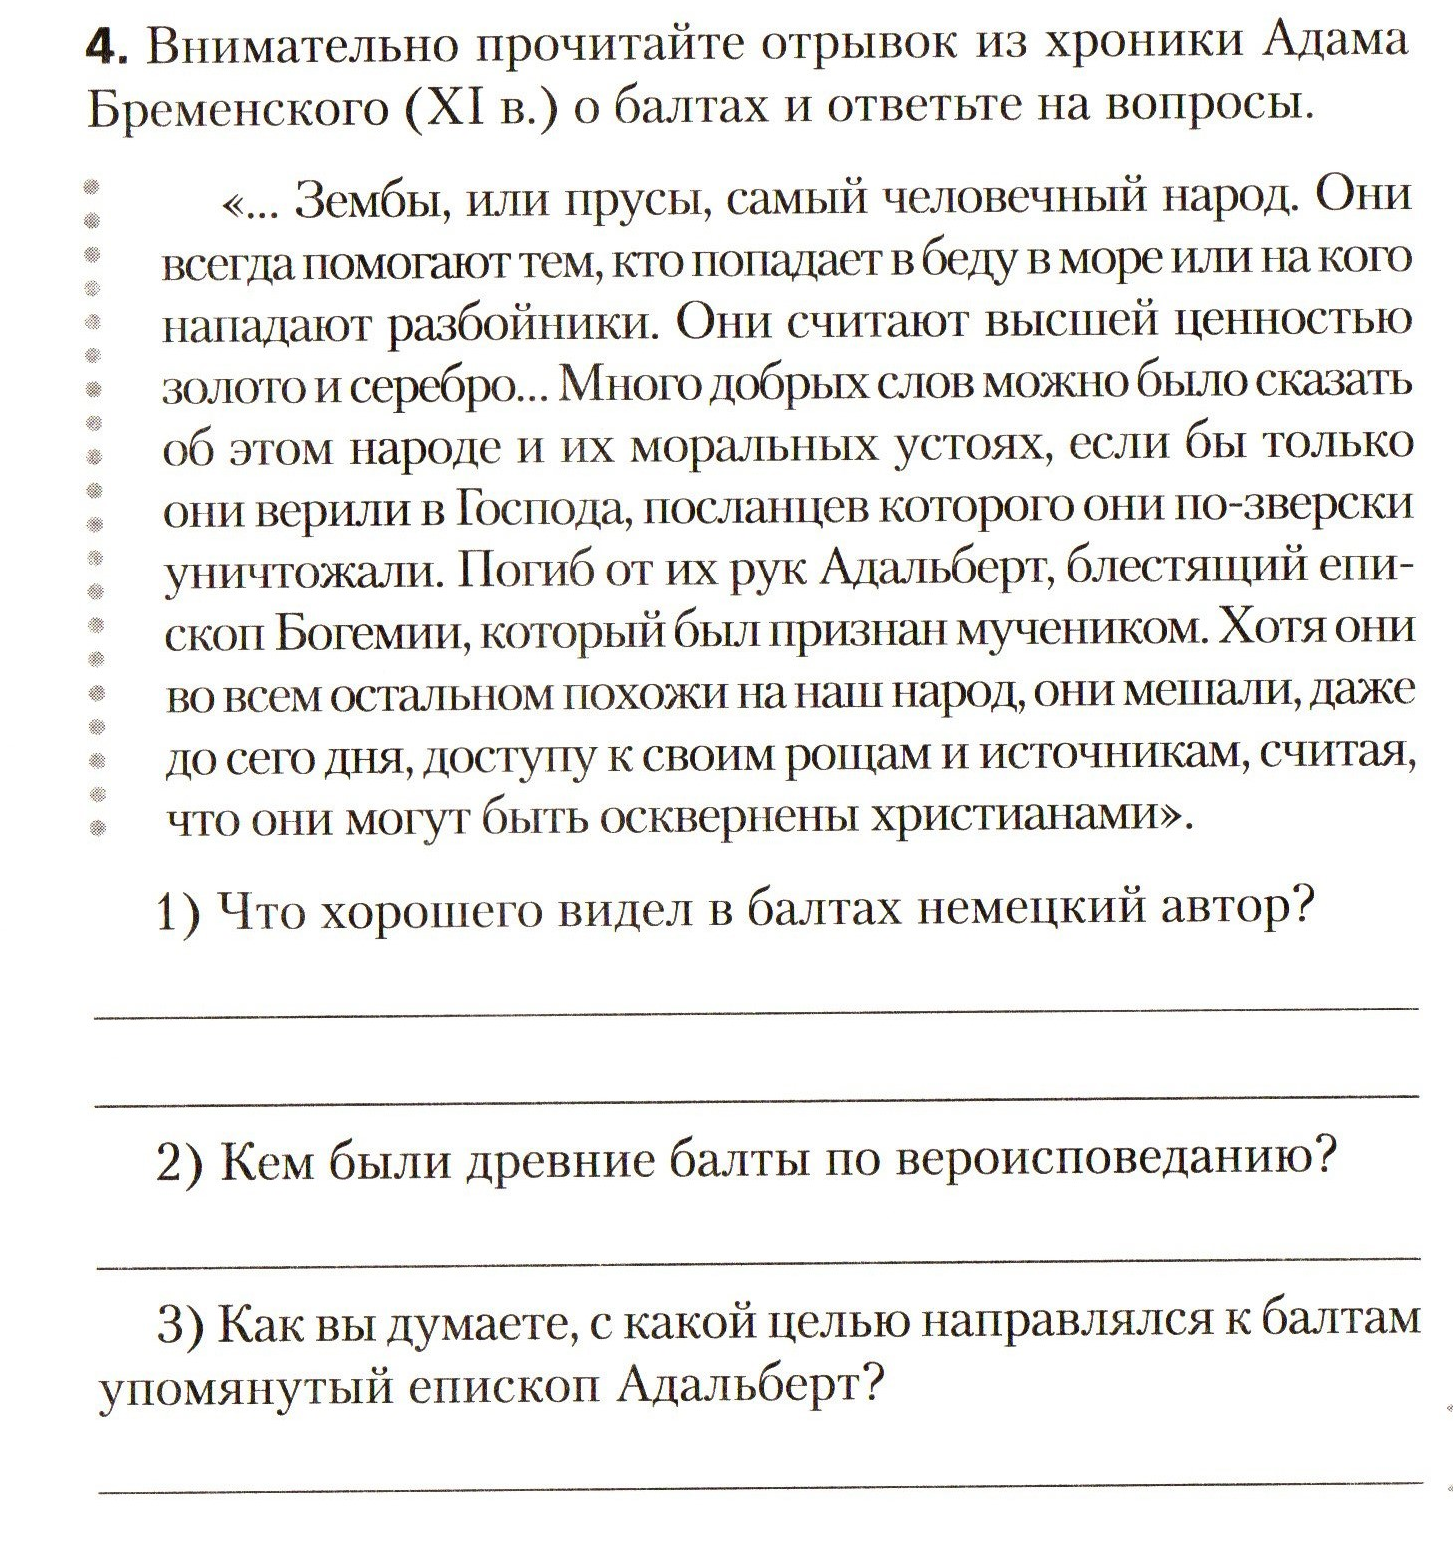 4. Внимательно прочитайте отрывок из хроники Адама
Бременского (XI в.) о балтах и ответьте на вопросы.
«... Зембы, или прусы, самый человечный народ. Они
всегда помогают тем, кто попадает в беду в море или на кого
нападают разбойники. Они считают высшей ценностью
золото и серебро... Много добрых слов можно было сказать
об этом народе и их моральных устоях, если бы только
они верили в Господа, посланцев которого они по-зверски
уничтожали. Погиб от их рук Адальберт, блестящий епи-
скоп Богемии, который был признан мучеником. Хотя они
во всем остальном похожи на наш народ, они мешали, даже
до сего дня, доступу к своим рощам и источникам, считая,
что они могут быть осквернены христианами».
1) Что хорошего видел в балтах немецкий автор?
2) Кем были древние балты по вероисповеданию?
3) Как вы думаете, с какой целью направлялся к балтам
упомянутый епископ Адальберт?